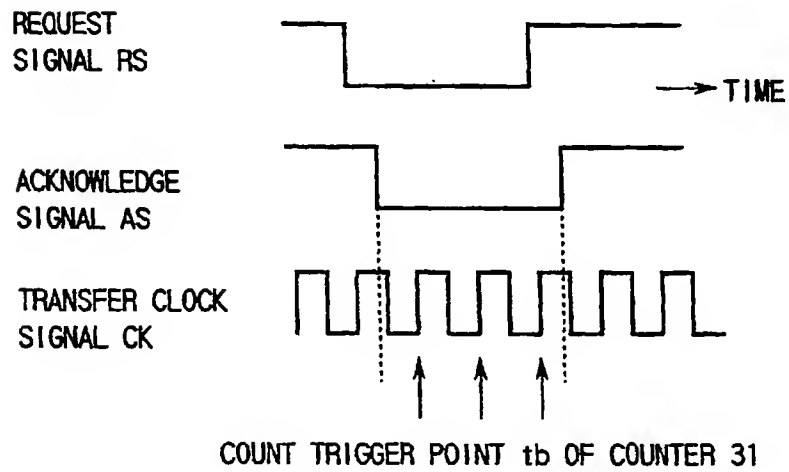 REQUEST
SIGNAL RS
TIME
ACKNOWLEDGE
SIGNAL AS
TRANSFER CLOCK
SIGNAL CK
COUNT TRIGGER POINT tb OF COUNTER 31